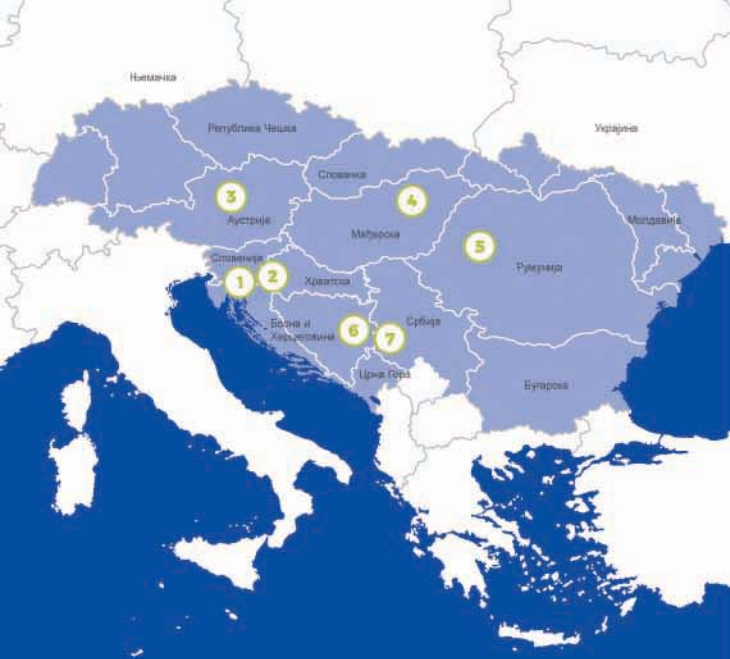 Њемачка
Република Чешка
Украјина
Словачка
3
4
Аустрија
Молдавија
Мађарска
5
Словенија
Румунија
1
2
Хрватска
Босна и
Херцеговина
6
Србија
7
Црна Гора
Бугарска